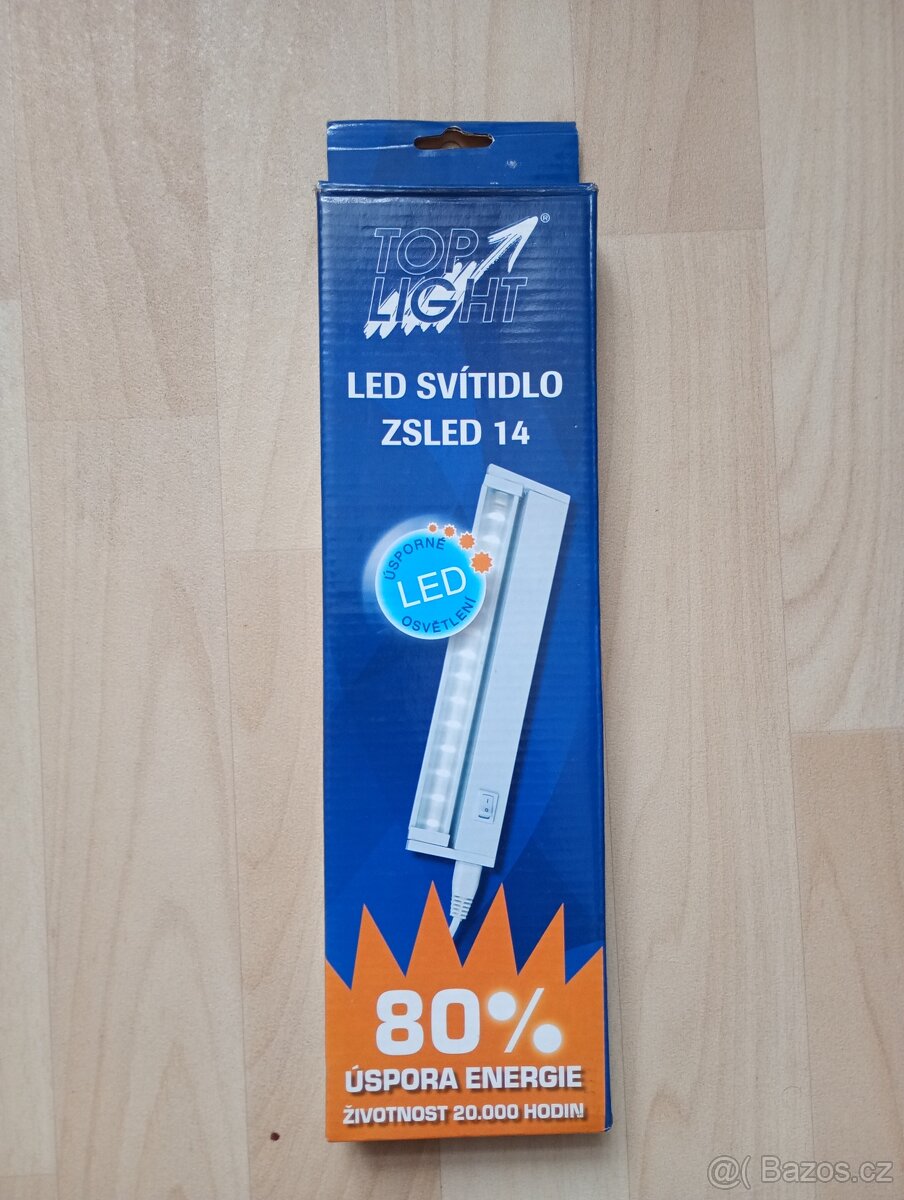 TOP
LIGHT®
LED SVÍTIDLO
ZSLED 14
ÚSPORNÉ
LED
OSVĚTLENÍ
80%
ÚSPORA ENERGIE
ŽIVOTNOST 20.000 HODIN
@( Bazos.cz